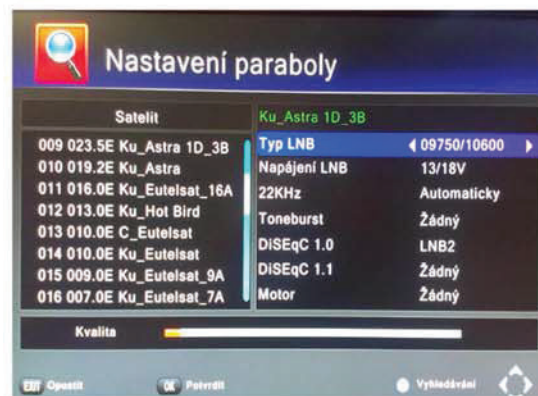 Nastavení paraboly
Satelit
009 023.5E Ku_Astra 1D_3B
010 019.2E Ku_Astra
011 016.0E Ku_Eutelsat_16A
012 013.0E Ku_Hot Bird
013 010.0E C_Eutelsat
014 010.0E Ku_Eutelsat
015 009.0E Ku_Eutelsat_9A
016 007.0E Ku_Eutelsat_7A
Ku_Astra 1D_3B
Typ LNB 09750/10600
Napájení LNB 13/18V
22KHz Automaticky
Toneburst Žádný
DiSEqC 1.0 LNB2
DiSEqC 1.1 Žádný
Motor Žádný
Kvalita
EXIT Opustit
OK Potvrdit
Vyhledávání